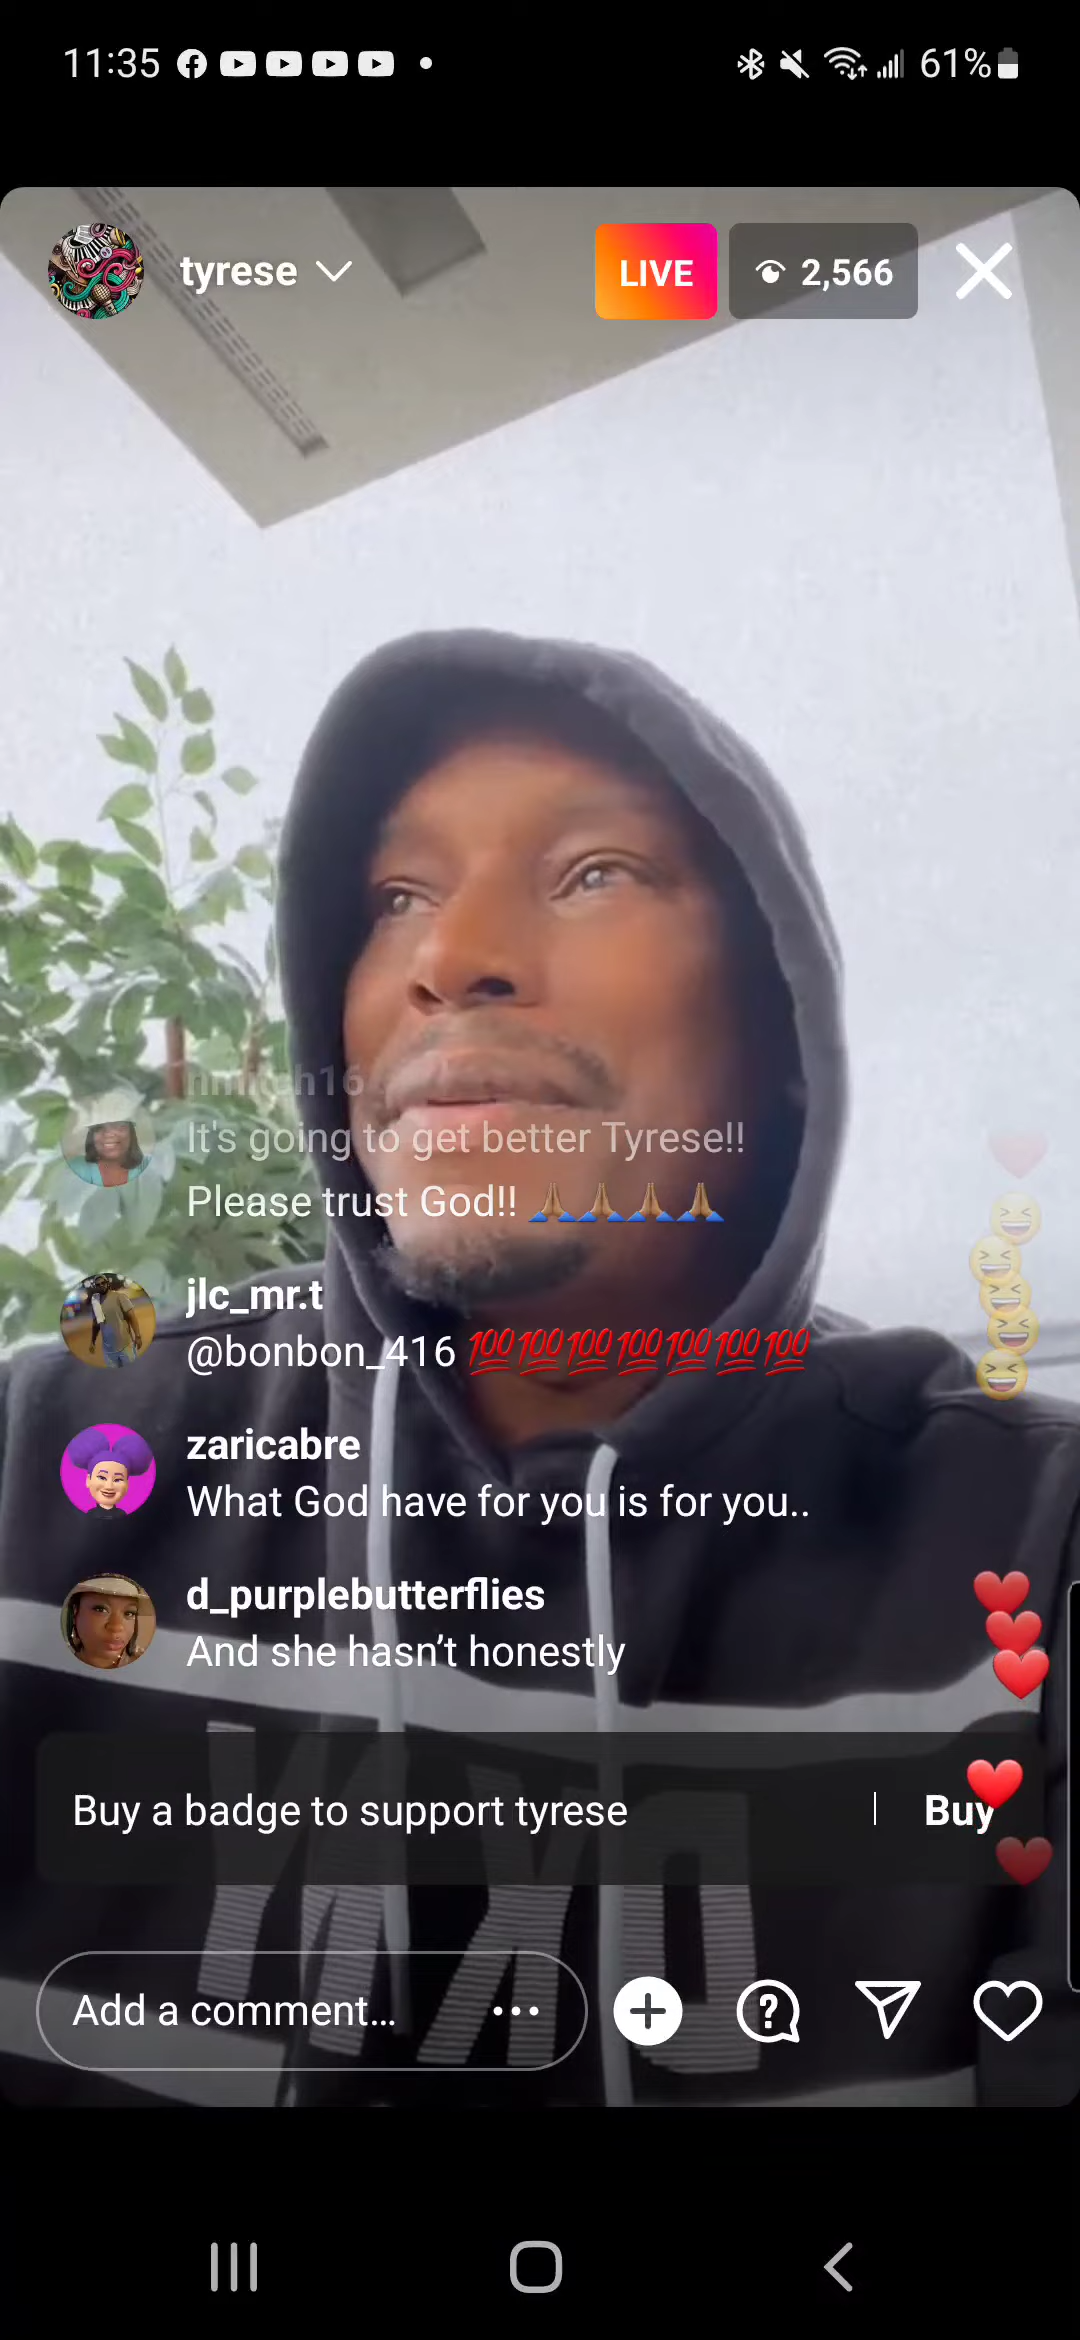 11:35
61%
tyrese
LIVE
2,566
It's going to get better Tyrese!!
Please trust God!! 🙏🏾🙏🏾🙏🏾🙏🏾
jlc_mr.t
@bonbon_416 💯💯💯💯💯💯💯
zaricabre
What God have for you is for you..
d_purplebutterflies
And she hasn’t honestly
Buy a badge to support tyrese
Buy
Add a comment...
DKNY